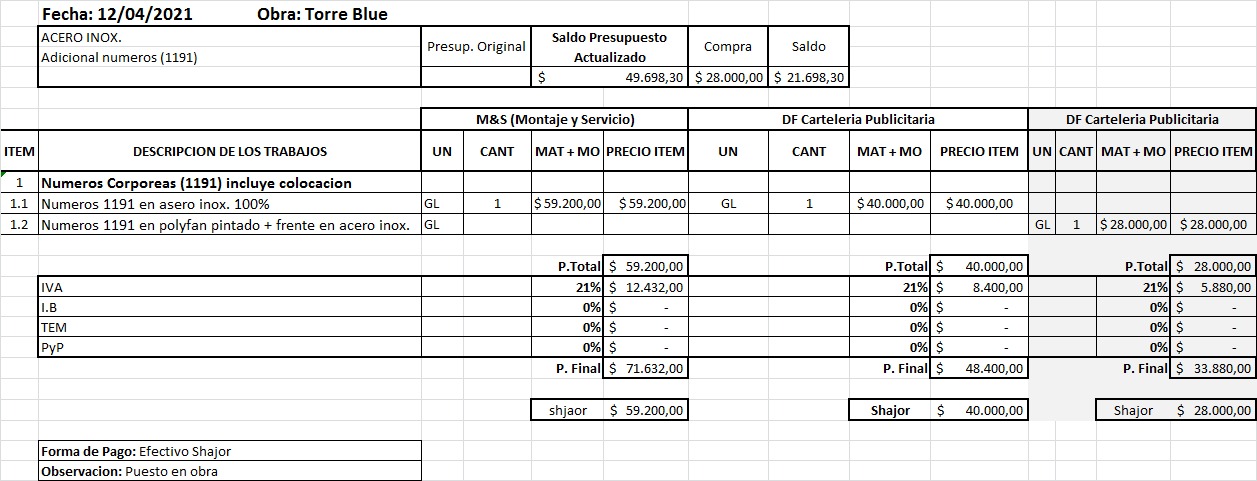 Fecha: 12/04/2021 Obra: Torre Blue
ACERO INOX.
Adicional numeros (1191)
Presup. Original Saldo Presupuesto Actualizado Compra Saldo
$ 49.698,30 $ 28.000,00 $ 21.698,30
M&S (Montaje y Servicio) DF Carteleria Publicitaria DF Carteleria Publicitaria
ITEM DESCRIPCION DE LOS TRABAJOS UN CANT MAT + MO PRECIO ITEM UN CANT MAT + MO PRECIO ITEM UN CANT MAT + MO PRECIO ITEM
1 Numeros Corporeas (1191) incluye colocacion
1.1 Numeros 1191 en asero inox. 100% GL 1 $ 59.200,00 $ 59.200,00 GL 1 $ 40.000,00 $ 40.000,00
1.2 Numeros 1191 en polyfan pintado + frente en acero inox. GL GL 1 $ 28.000,00 $ 28.000,00
P.Total $ 59.200,00 P.Total $ 40.000,00 P.Total $ 28.000,00
IVA 21% $ 12.432,00 21% $ 8.400,00 21% $ 5.880,00
I.B 0% $ - 0% $ - 0% $ -
TEM 0% $ - 0% $ - 0% $ -
PyP 0% $ - 0% $ - 0% $ -
P. Final $ 71.632,00 P. Final $ 48.400,00 P. Final $ 33.880,00
shjaor $ 59.200,00 Shajor $ 40.000,00 Shajor $ 28.000,00
Forma de Pago: Efectivo Shajor
Observacion: Puesto en obra